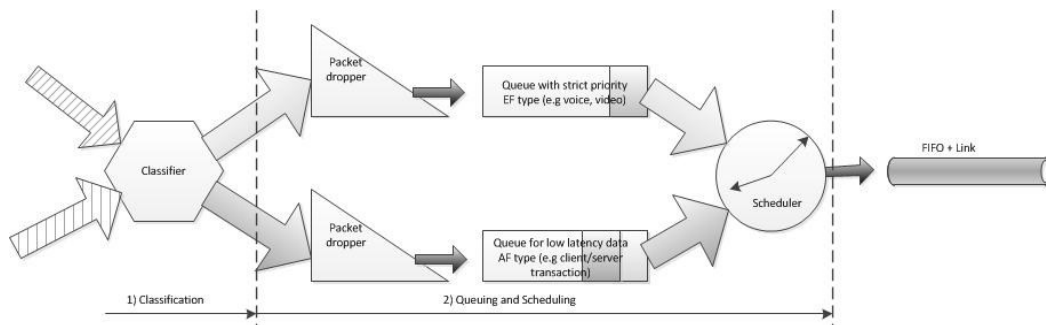 Packet
dropper
Queue with strict priority
EF type (e.g voice, video)
Classifier
FIFO + Link
Scheduler
Packet
dropper
Queue for low latency data
AF type (e.g client/server
transaction)
1) Classification
2) Queuing and Scheduling